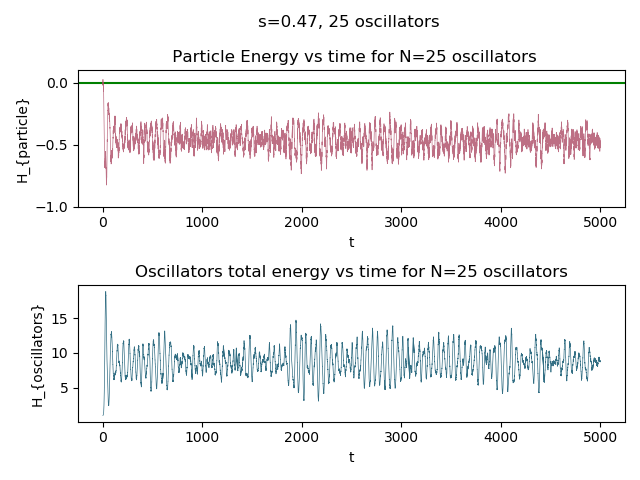 s=0.47, 25 oscillators
Particle Energy vs time for N=25 oscillators
H_{particle}
0.0
−0.5
−1.0
0 1000 2000 3000 4000 5000
t
Oscillators total energy vs time for N=25 oscillators
H_{oscillators}
15
10
5
0 1000 2000 3000 4000 5000
t